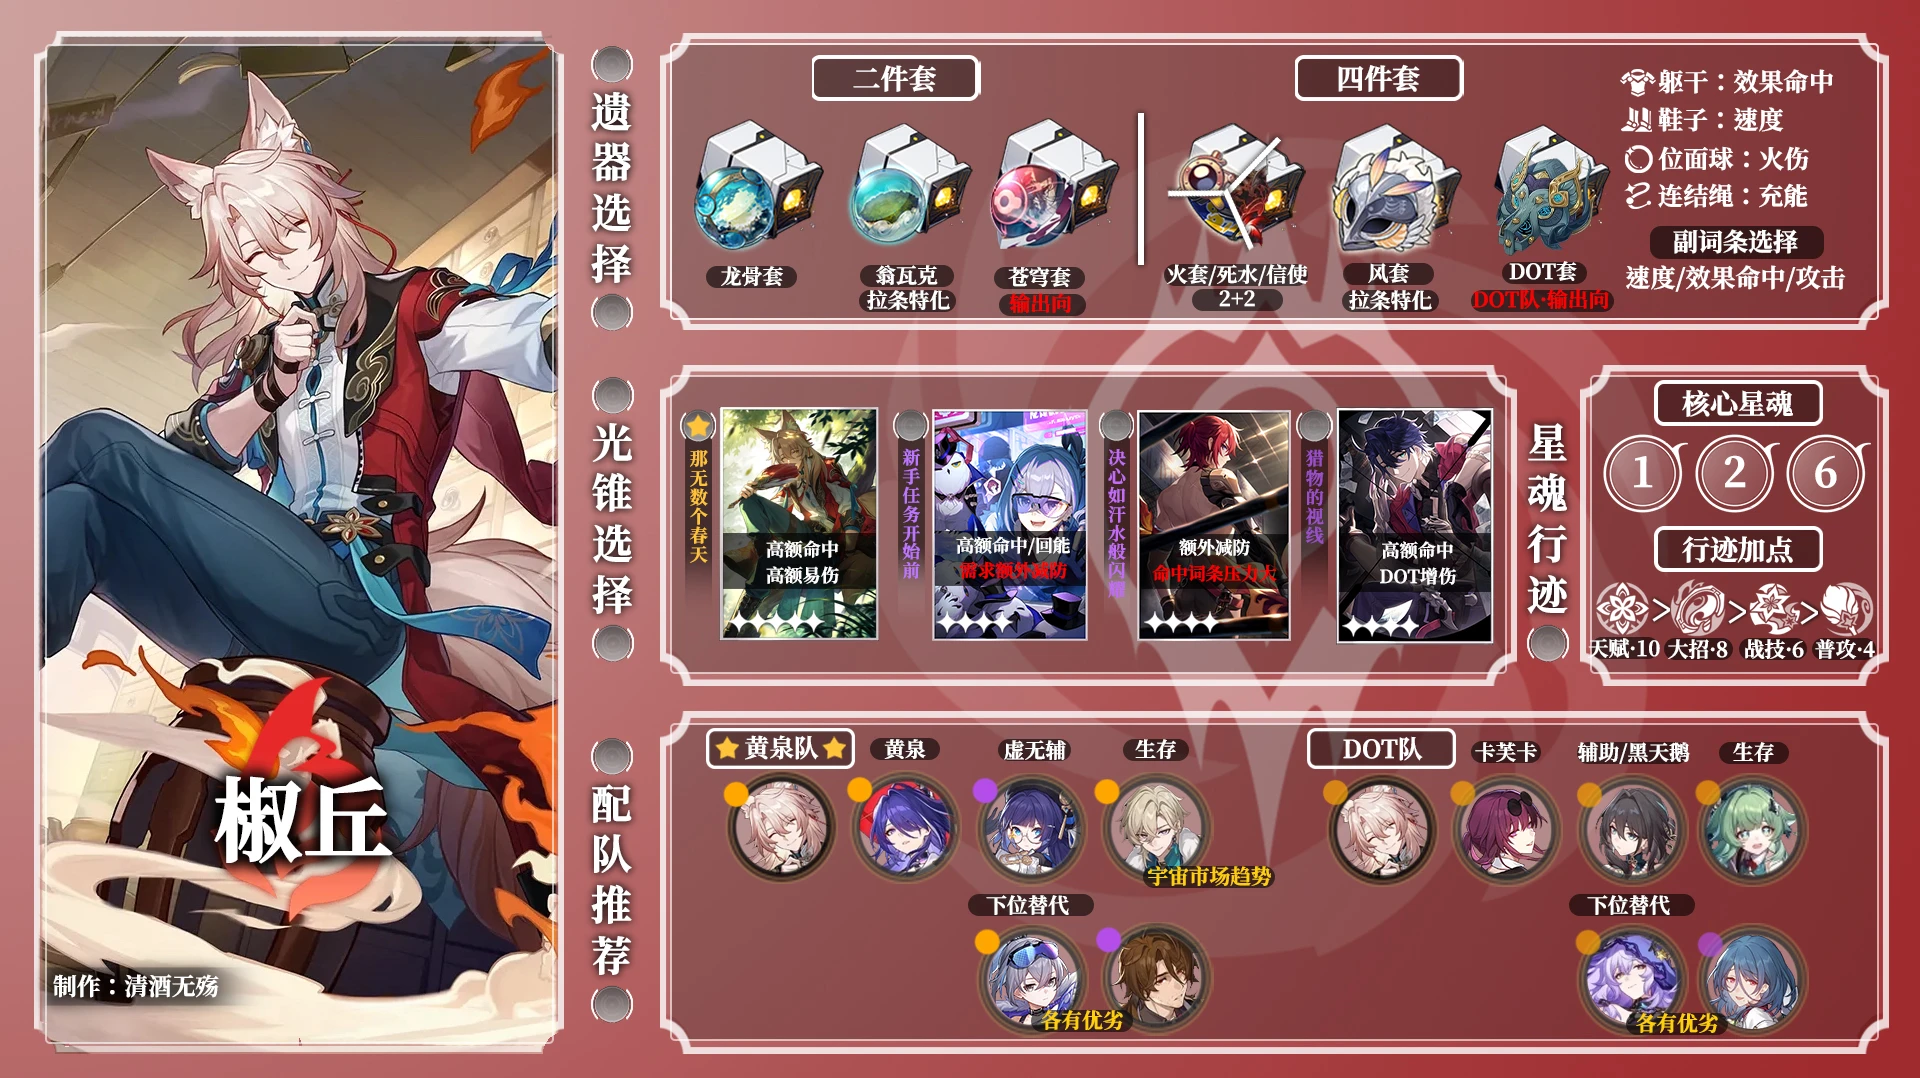 遗器选择
二件套
四件套
龙骨套
翁瓦克
拉条特化
苍穹套
输出向
火套/死水/信使
2+2
风套
拉条特化
DOT套
DOT队·输出向
躯干：效果命中
鞋子：速度
位面球：火伤
连结绳：充能
副词条选择
速度/效果命中/攻击
光锥选择
那无数个春天
高额命中
高额易伤
新手任务开始前
高额命中/回能
需求额外减防
决心如汗水般闪耀
额外减防
命中词条压力大
猎物的视线
高额命中
DOT增伤
星魂行迹
核心星魂
1
2
6
行迹加点
天赋·10
>
大招·8
>
战技·6
>
普攻·4
配队推荐
黄泉队
黄泉
虚无辅
生存
宇宙市场趋势
下位替代
各有优劣
DOT队
卡芙卡
辅助/黑天鹅
生存
下位替代
各有优劣
椒丘
制作：清酒无殇